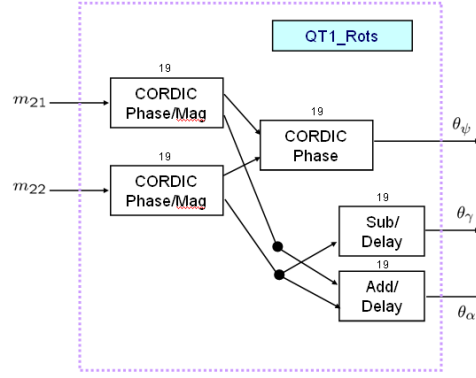 QT1_Rots
19
m21
CORDIC
Phase/Mag
19
CORDIC
Phase
θψ
19
m22
CORDIC
Phase/Mag
19
Sub/
Delay
θγ
19
Add/
Delay
θα